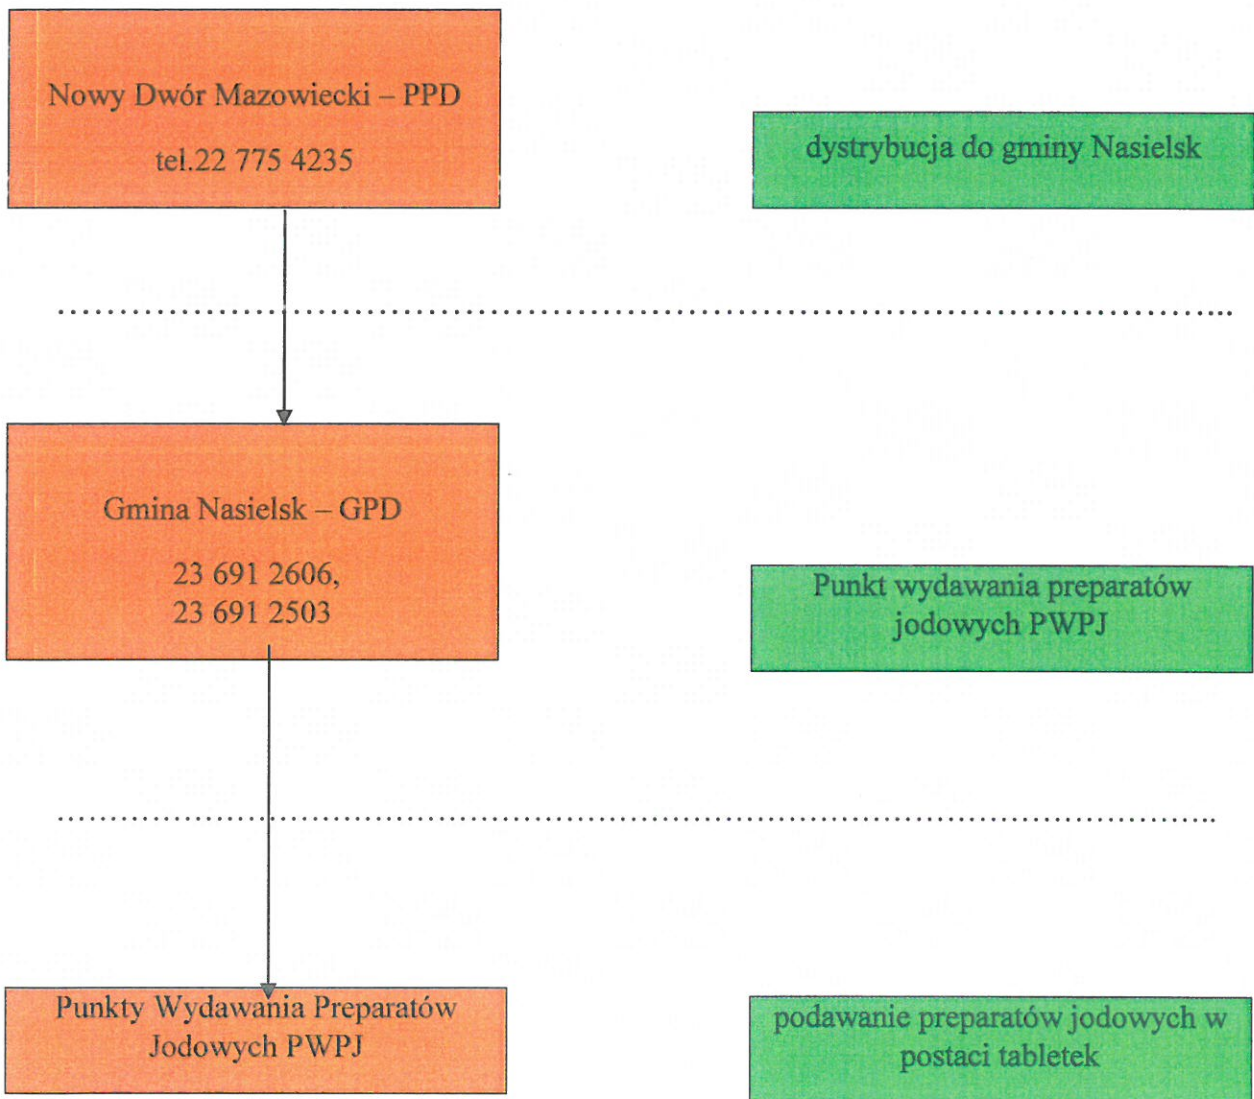 Nowy Dwór Mazowiecki – PPD
tel.22 775 4235
dystrybucja do gminy Nasielsk
Gmina Nasielsk – GPD
23 691 2606,
23 691 2503
Punkt wydawania preparatów
jodowych PWPJ
Punkty Wydawania Preparatów
Jodowych PWPJ
podawanie preparatów jodowych w
postaci tabletek